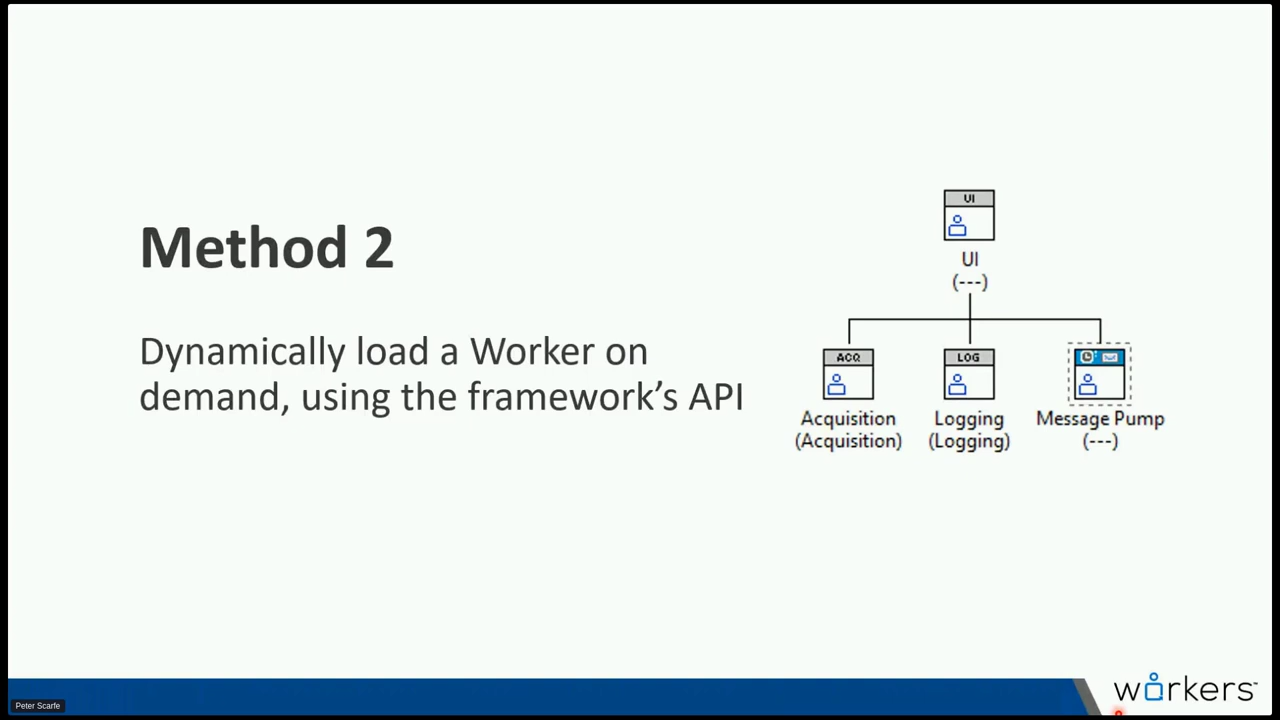 Method 2
Dynamically load a Worker on
demand, using the framework's API
UI
UI
(---)
ACQ
LOG
Acquisition
(Acquisition)
Logging
(Logging)
Message Pump
(---)
Peter Scarfe
workers™